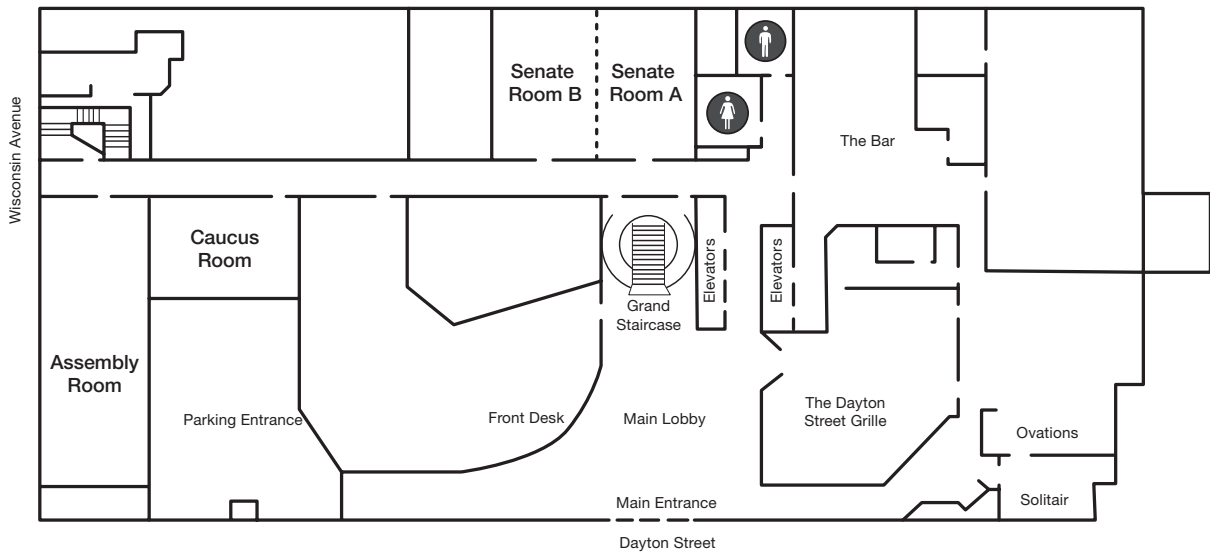 Wisconsin Avenue
Senate
Room B
Senate
Room A
The Bar
Caucus
Room
Elevators
Elevators
Grand
Staircase
Assembly
Room
Parking Entrance
Front Desk
Main Lobby
The Dayton
Street Grille
Ovations
Main Entrance
Solitair
Dayton Street